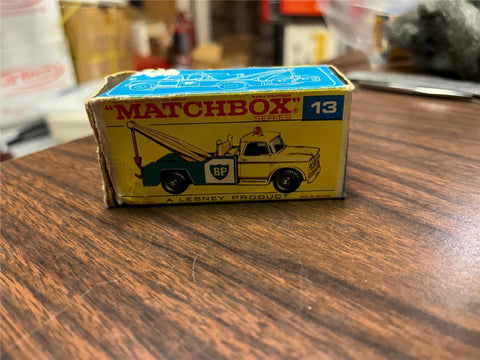 "MATCHBOX"
SERIES
13
BP
A LESNEY PRODUCT